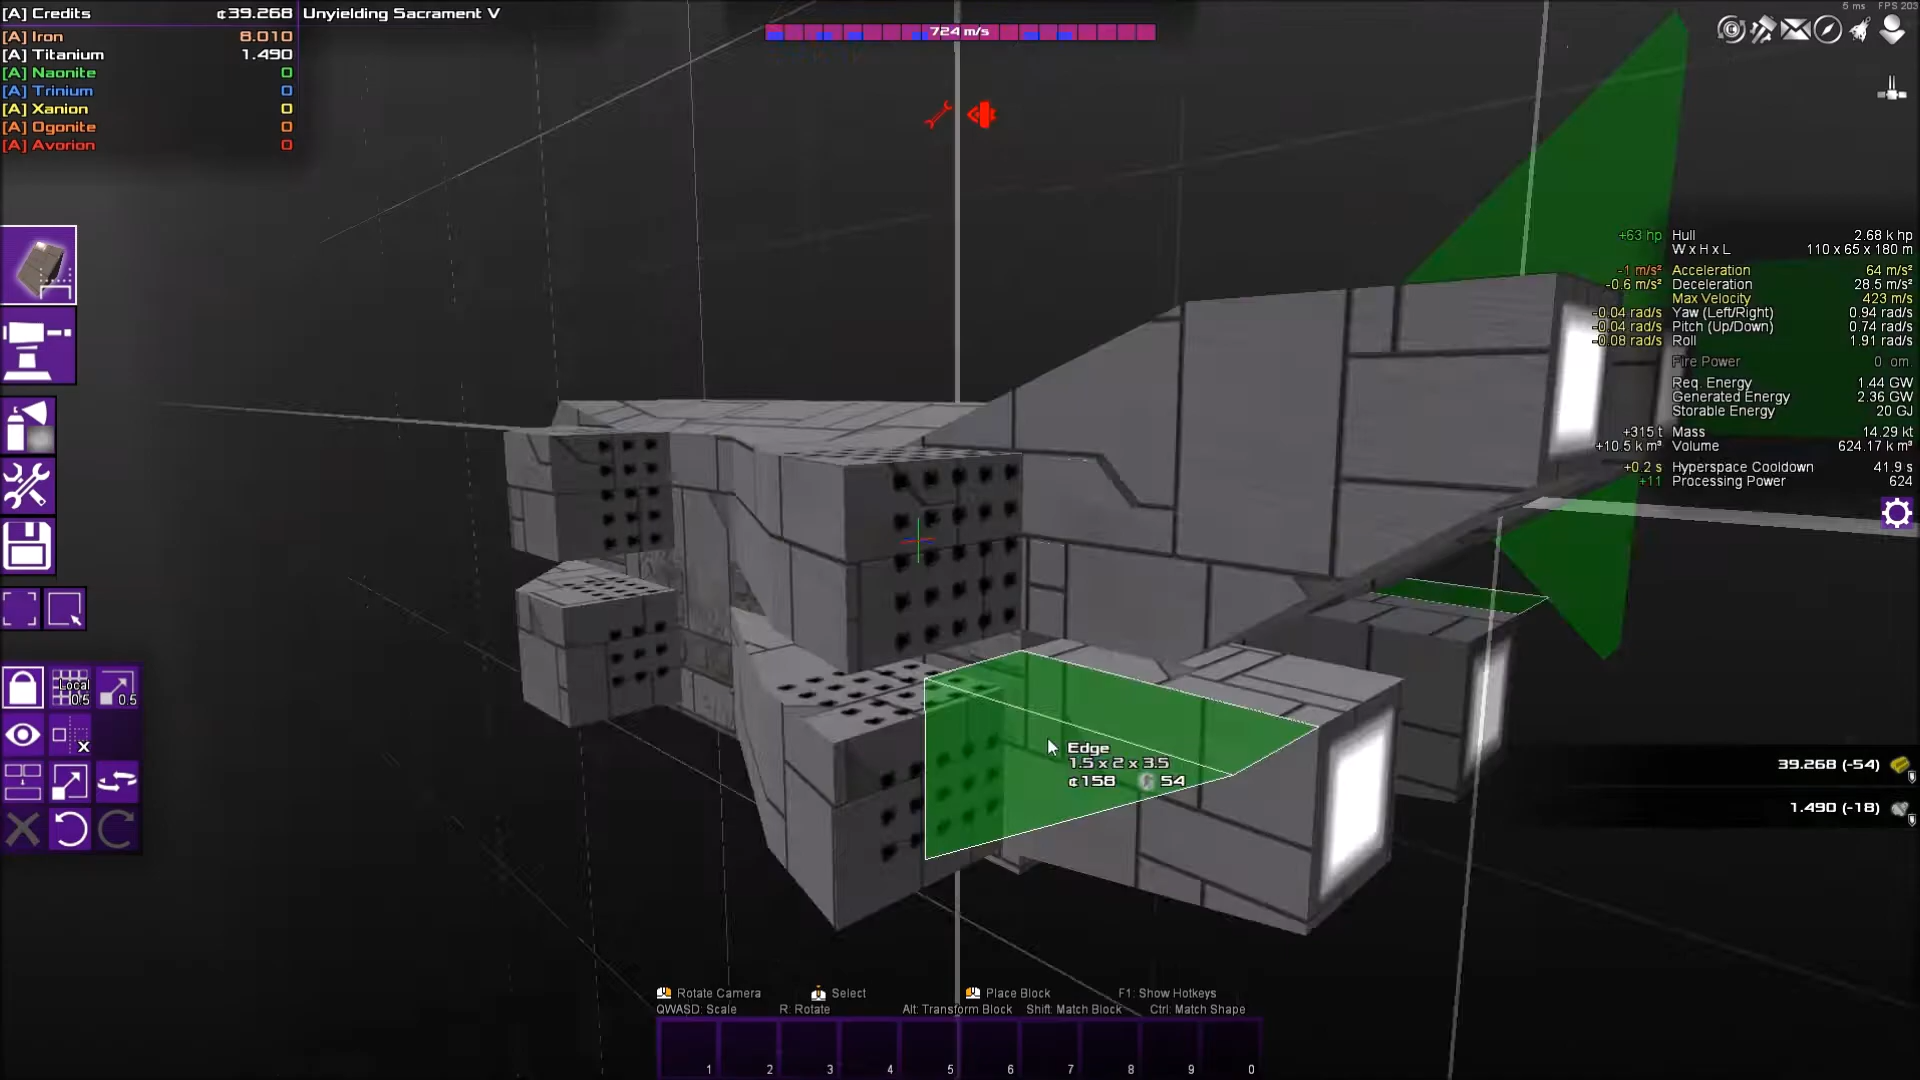 [A] Credits ¢39.268 Unyielding Sacrament V
[A] Iron 8.010
[A] Titanium 1.490
[A] Naonite 0
[A] Trinium 0
[A] Xanion 0
[A] Ogonite 0
[A] Avorion 0
724 m/s
6 ms FPS 203
+63 hp Hull 2.68 k hp
W x H x L 110 x 65 x 180 m
-1 m/s² Acceleration 64 m/s²
-0.6 m/s² Deceleration 28.5 m/s²
Max Velocity 423 m/s
-0.04 rad/s Yaw (Left/Right) 0.94 rad/s
-0.04 rad/s Pitch (Up/Down) 0.74 rad/s
-0.08 rad/s Roll 1.91 rad/s
Fire Power 0 om.
Req. Energy 1.44 GW
Generated Energy 2.36 GW
Storable Energy 20 GJ
+315 t Mass 14.29 kt
+10.5 k m³ Volume 624.17 k m³
+0.2 s Hyperspace Cooldown 41.9 s
+11 Processing Power 624
Local
0.5
0.5
x
Edge
1.5 x 2 x 3.5
¢158 54
39.268 (-54)
1.490 (-18)
Rotate Camera Select Place Block F1: Show Hotkeys
QWASD: Scale R: Rotate Alt: Transform Block Shift: Match Block Ctrl: Match Shape
1 2 3 4 5 6 7 8 9 0